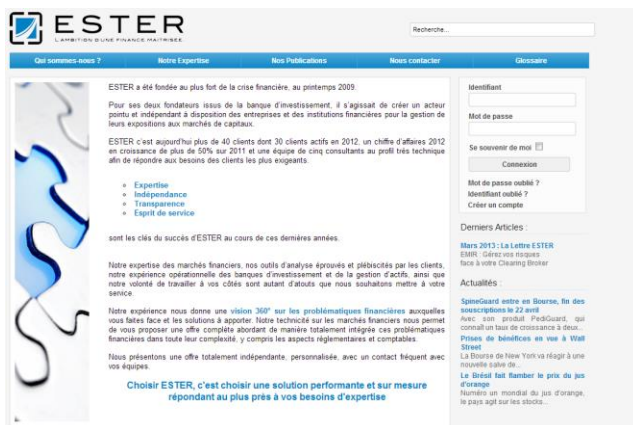 ESTER
L'AMBITION D'UNE FINANCE MAITRISÉE
Recherche...
Qui sommes-nous ? Notre Expertise Nos Publications Nous contacter Glossaire
ESTER a été fondée au plus fort de la crise financière, au printemps 2009.
Pour ses deux fondateurs issus de la banque d'investissement, il s'agissait de créer un acteur
pointu et indépendant à disposition des entreprises et des institutions financières pour la gestion de
leurs expositions aux marchés de capitaux.
ESTER c'est aujourd'hui plus de 40 clients dont 30 clients actifs en 2012, un chiffre d'affaires 2012
en croissance de plus de 50% sur 2011 et une équipe de cinq consultants au profil très technique
afin de répondre aux besoins des clients les plus exigeants.
Expertise
Indépendance
Transparence
Esprit de service
sont les clés du succés d'ESTER au cours de ces dernières années.
Notre expertise des marchés financiers, nos outils d'analyse éprouvés et plébiscités par les clients,
notre expérience opérationnelle des banques d'investissement et de la gestion d'actifs, ainsi que
notre volonté de travailler à vos côtés sont autant d'atouts que nous souhaitons mettre à votre
service.
Notre expérience nous donne une vision 360° sur les problématiques financières auxquelles
vous faites face et les solutions à apporter. Notre technicité sur les marchés financiers nous permet
de vous proposer une offre complète abordant de manière totalement intégrée ces problématiques
financières dans toute leur complexité, y compris les aspects réglementaires et comptables.
Nous présentons une offre totalement indépendante, personnalisée, avec un contact fréquent avec
vos équipes.
Choisir ESTER, c'est choisir une solution performante et sur mesure
répondant au plus près à vos besoins d'expertise
Identifiant
Mot de passe
Se souvenir de moi
Connexion
Mot de passe oublié ?
Identifiant oublié ?
Créer un compte
Derniers Articles :
Mars 2013 : La Lettre ESTER
EMIR : Gérez vos risques
face à votre Clearing Broker
Actualités :
SpineGuard entre en Bourse, fin des
souscriptions le 22 avril
Avec son produit PediGuard, qui
connaît un taux de croissance à deux...
Prises de bénéfices en vue à Wall
Street
La Bourse de New York va réagir à une
nouvelle salve de...
Le Brésil fait flamber le prix du jus
d'orange
Numéro un mondial du jus d'orange,
le pays agit sur les stocks...